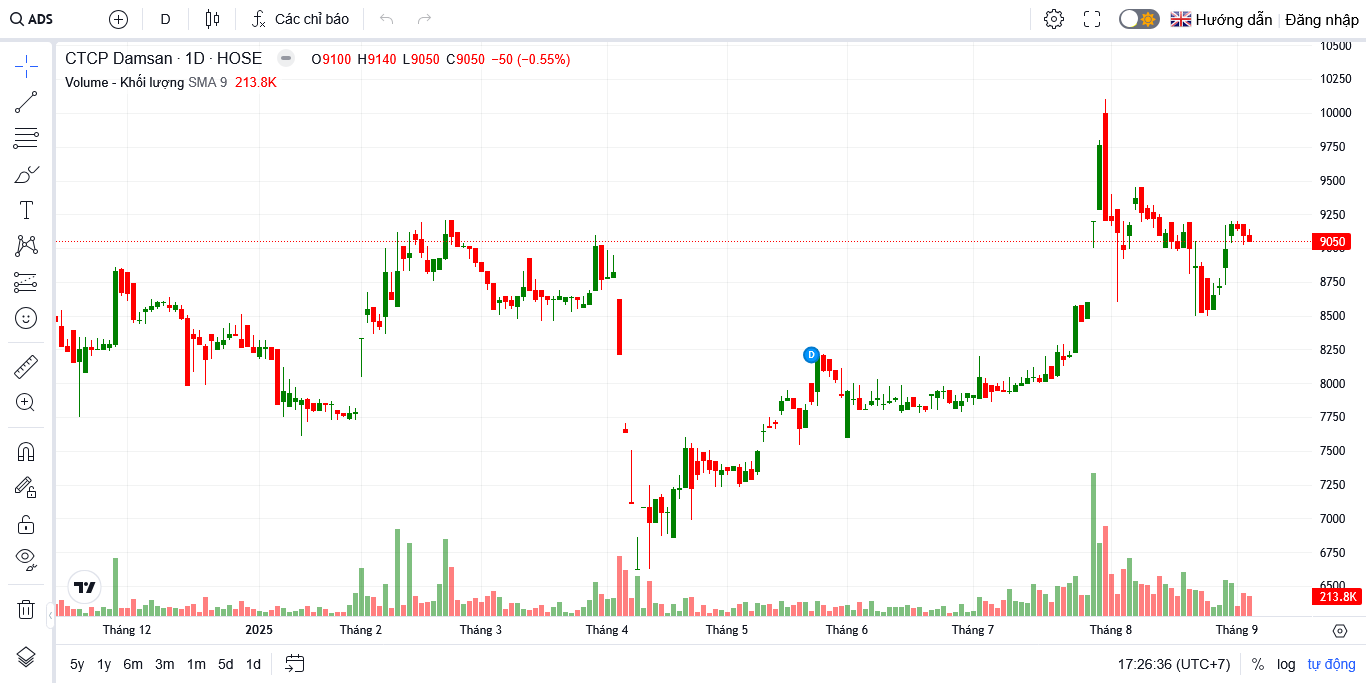 ADS D Các chỉ báo Hướng dẫn Đăng nhập
CTCP Damsan · 1D · HOSE O9100 H9140 L9050 C9050 −50 (−0.55%)
Volume - Khối lượng SMA 9 213.8K
10500
10250
10000
9750
9500
9250
9050
9000
8750
8500
8250
8000
7750
7500
7250
7000
6750
6500
213.8K
D
Tháng 12 2025 Tháng 2 Tháng 3 Tháng 4 Tháng 5 Tháng 6 Tháng 7 Tháng 8 Tháng 9
5y 1y 6m 3m 1m 5d 1d 17:26:36 (UTC+7) % log tự động